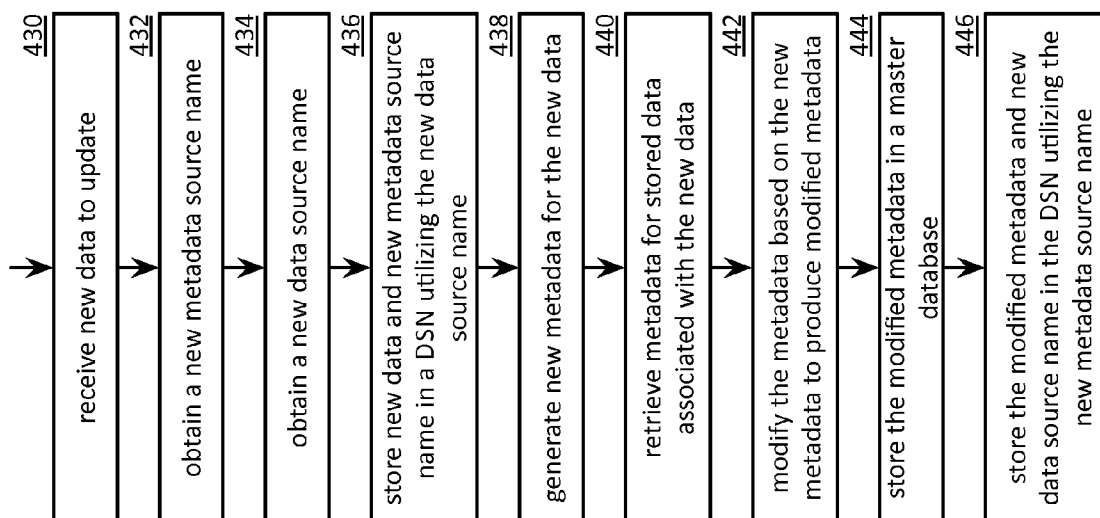 430
receive new data to update
432
obtain a new metadata source name
434
obtain a new data source name
436
store new data and new metadata source
name in a DSN utilizing the new data
source name
438
generate new metadata for the new data
440
retrieve metadata for stored data
associated with the new data
442
modify the metadata based on the new
metadata to produce modified metadata
444
store the modified metadata in a master
database
446
store the modified metadata and new
data source name in the DSN utilizing the
new metadata source name